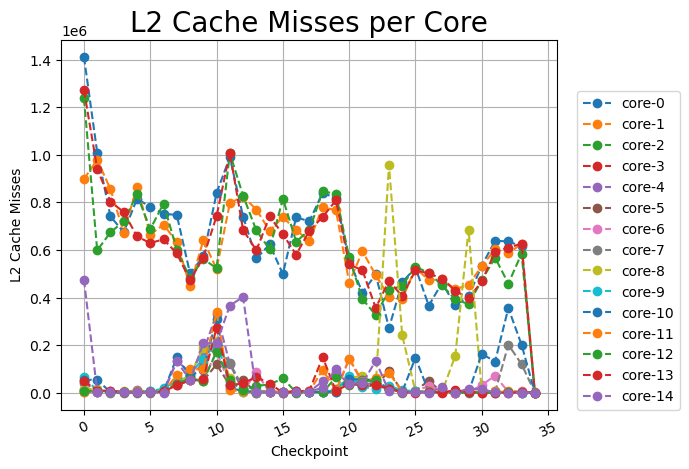 L2 Cache Misses per Core
1e6
1.4
1.2
1.0
0.8
0.6
0.4
0.2
0.0
L2 Cache Misses
0
5
10
15
20
25
30
35
Checkpoint
core-0
core-1
core-2
core-3
core-4
core-5
core-6
core-7
core-8
core-9
core-10
core-11
core-12
core-13
core-14